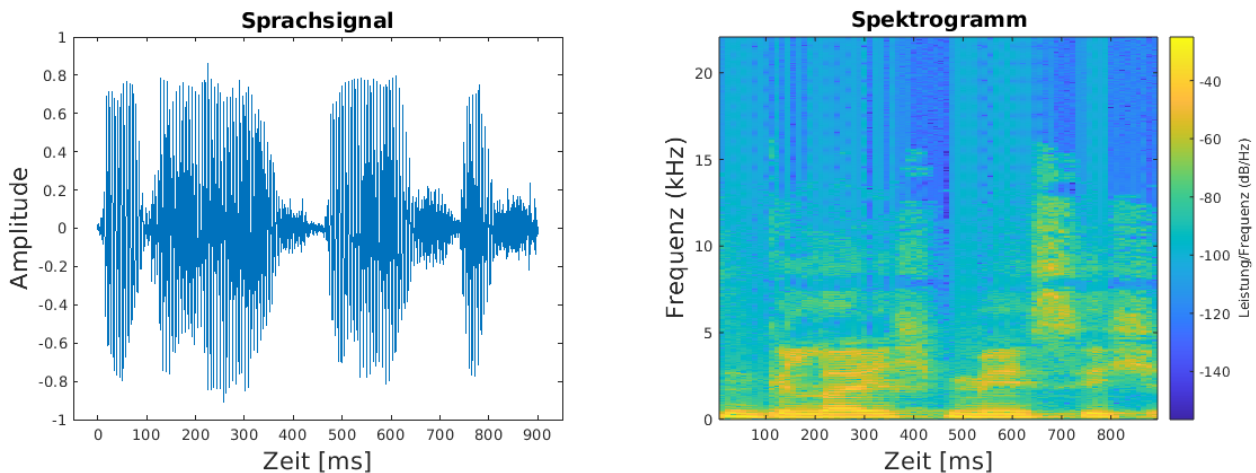 Sprachsignal
1
0.8
0.6
0.4
0.2
0
-0.2
-0.4
-0.6
-0.8
-1
Amplitude
0 100 200 300 400 500 600 700 800 900
Zeit [ms]
Spektrogramm
20
15
10
5
0
Frequenz (kHz)
100 200 300 400 500 600 700 800
Zeit [ms]
-40
-60
-80
-100
-120
-140
Leistung/Frequenz (dB/Hz)